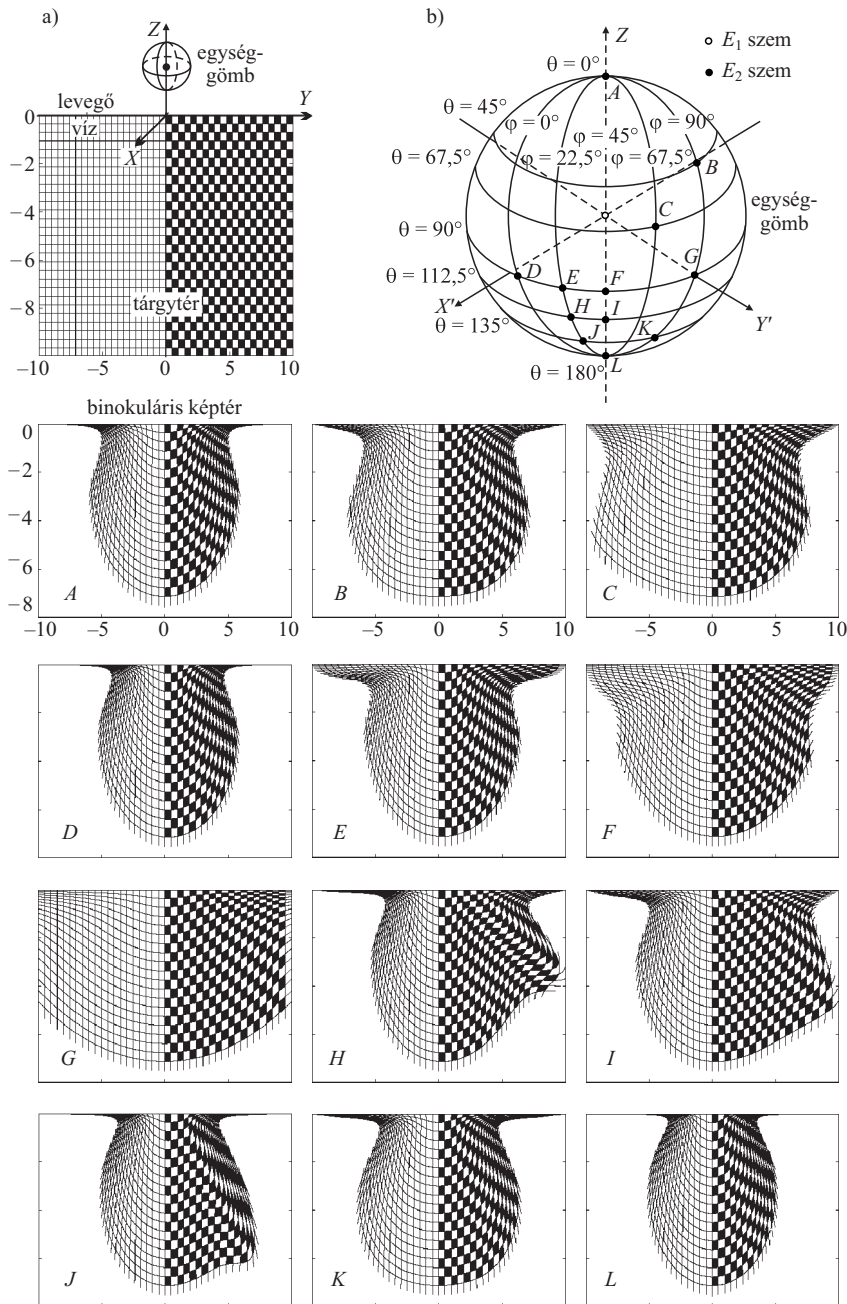 a)
Z
egység-
gömb
levegő
Y
0
víz
X
−2
−4
−6
tárgytér
−8
−10 −5 0 5 10
b)
Z
E₁ szem
E₂ szem
θ = 0°
A
θ = 45°
φ = 0°
φ = 90°
φ = 45°
θ = 67,5°
φ = 22,5°
φ = 67,5°
B
egység-
gömb
C
θ = 90°
G
D
E
F
θ = 112,5°
X′
H
I
Y′
θ = 135°
J
K
L
θ = 180°
binokuláris képtér
0
−2
−4
−6
A
B
C
−8
−10 −5 0 5 10
−5 0 5 10
−5 0 5 10
D
E
F
G
H
I
J
K
L